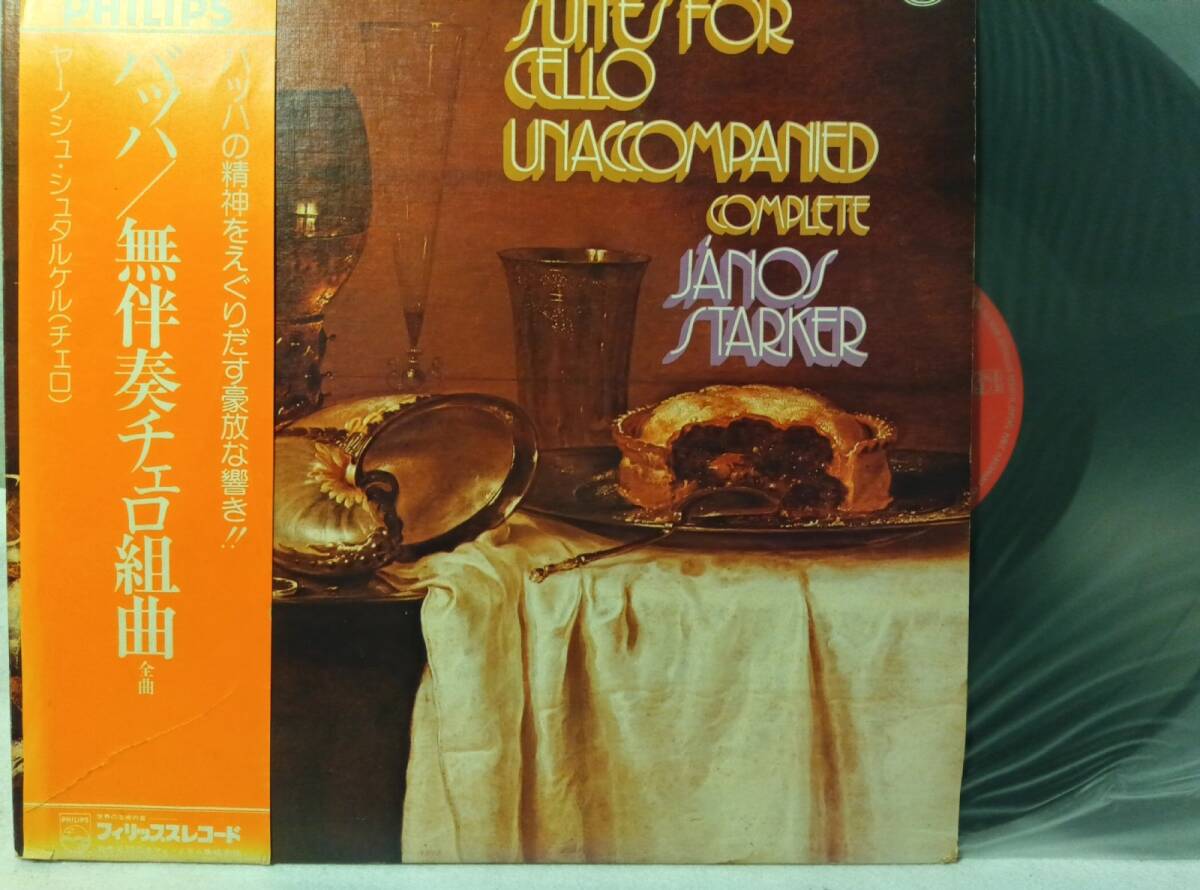 PHILIPS
バッハの精神をえぐりだす豪放な響き!!
バッハ/無伴奏チェロ組曲
全曲
ヤーノシュ・シュタルケル(チェロ)
PHILIPS
フィリップスレコード
SUITES FOR
CELLO
UNACCOMPANIED
COMPLETE
JÁNOS
STARKER